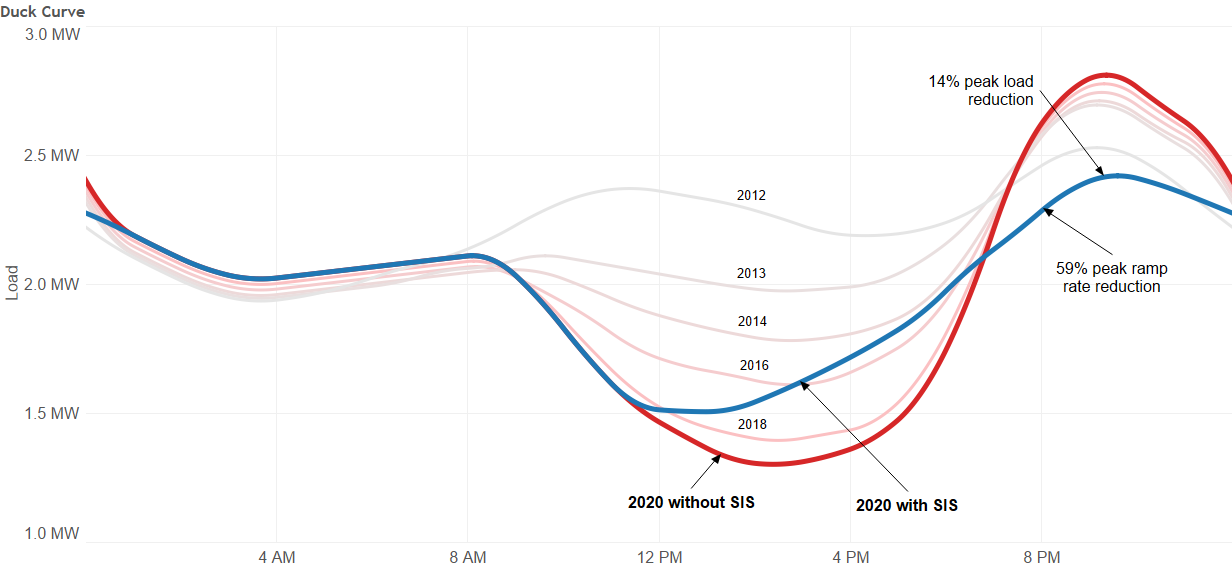 Duck Curve
3.0 MW
14% peak load
reduction
2.5 MW
2012
59% peak ramp
rate reduction
2013
Load
2.0 MW
2014
2016
1.5 MW
2018
2020 without SIS
2020 with SIS
1.0 MW
4 AM
8 AM
12 PM
4 PM
8 PM